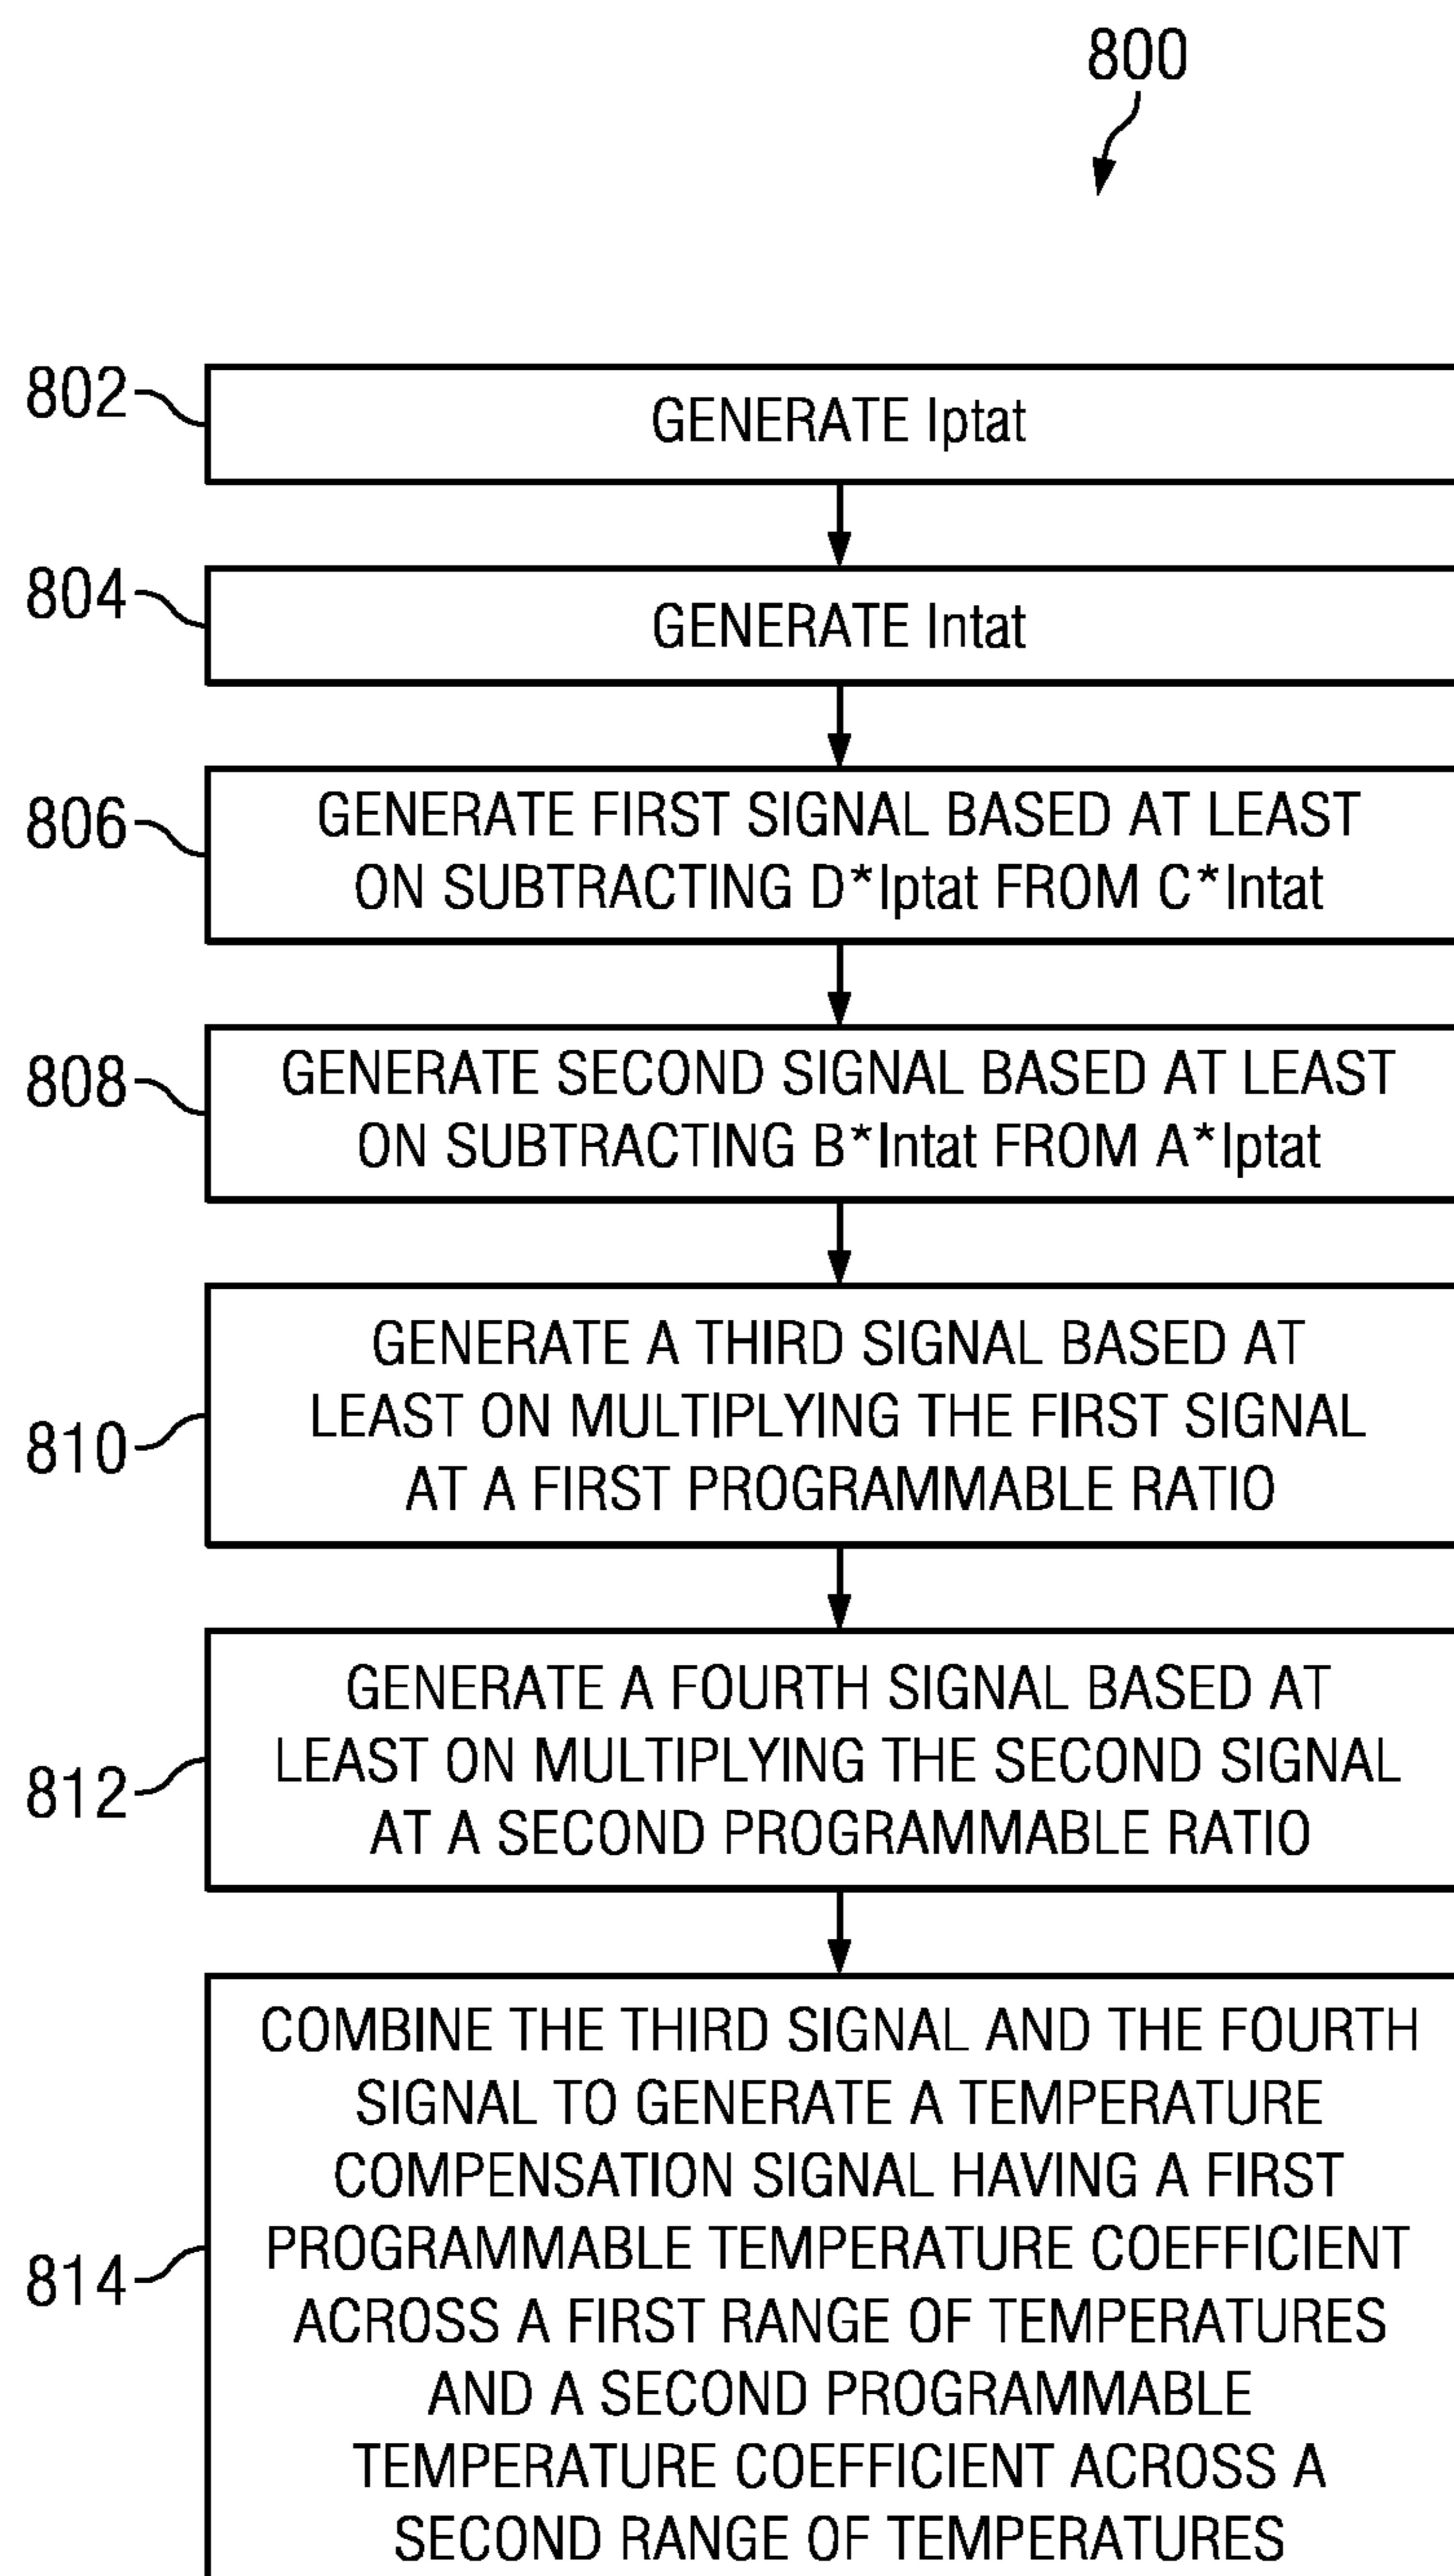 800
802
GENERATE Iptat
804
GENERATE Intat
806
GENERATE FIRST SIGNAL BASED AT LEAST
ON SUBTRACTING D*Iptat FROM C*Intat
808
GENERATE SECOND SIGNAL BASED AT LEAST
ON SUBTRACTING B*Intat FROM A*Iptat
810
GENERATE A THIRD SIGNAL BASED AT
LEAST ON MULTIPLYING THE FIRST SIGNAL
AT A FIRST PROGRAMMABLE RATIO
812
GENERATE A FOURTH SIGNAL BASED AT
LEAST ON MULTIPLYING THE SECOND SIGNAL
AT A SECOND PROGRAMMABLE RATIO
814
COMBINE THE THIRD SIGNAL AND THE FOURTH
SIGNAL TO GENERATE A TEMPERATURE
COMPENSATION SIGNAL HAVING A FIRST
PROGRAMMABLE TEMPERATURE COEFFICIENT
ACROSS A FIRST RANGE OF TEMPERATURES
AND A SECOND PROGRAMMABLE
TEMPERATURE COEFFICIENT ACROSS A
SECOND RANGE OF TEMPERATURES